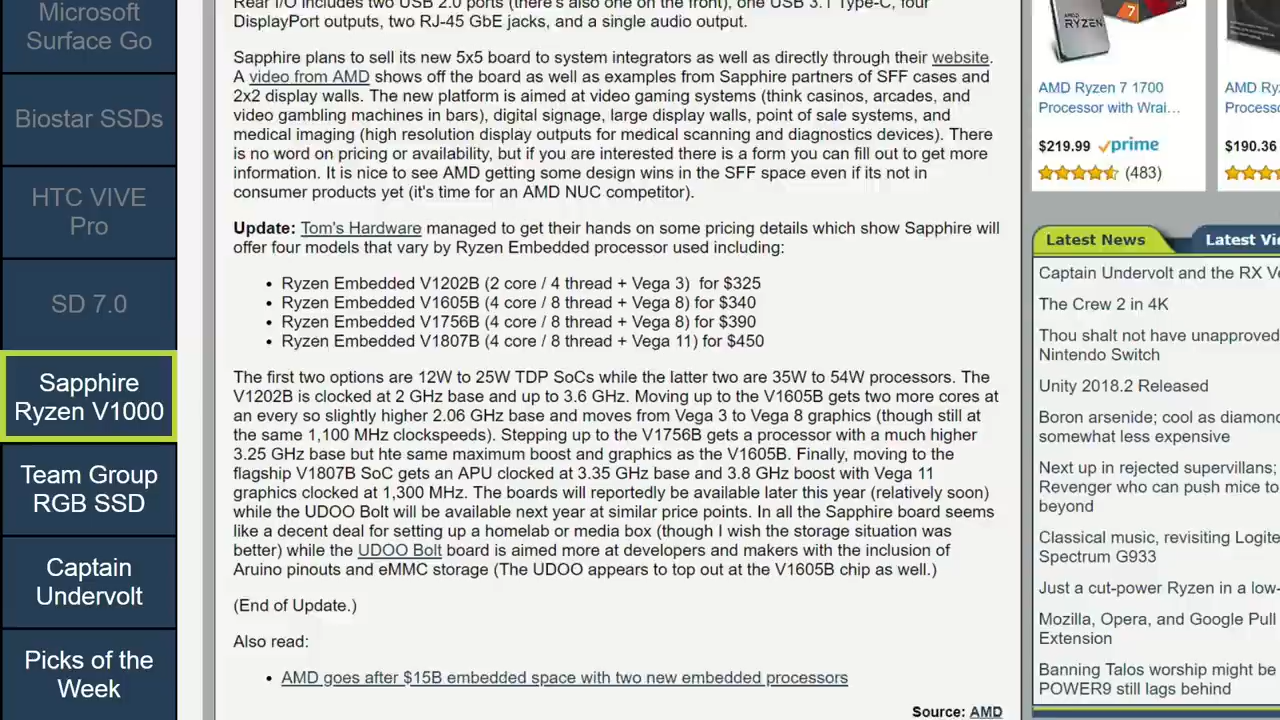 Microsoft
Surface Go
Biostar SSDs
HTC VIVE
Pro
SD 7.0
Sapphire
Ryzen V1000
Team Group
RGB SSD
Captain
Undervolt
Picks of the
Week
Rear I/O includes two USB 2.0 ports (there's also one on the front), one USB 3.1 Type-C, four
DisplayPort outputs, two RJ-45 GbE jacks, and a single audio output.
Sapphire plans to sell its new 5x5 board to system integrators as well as directly through their website.
A video from AMD shows off the board as well as examples from Sapphire partners of SFF cases and
2x2 display walls. The new platform is aimed at video gaming systems (think casinos, arcades, and
video gambling machines in bars), digital signage, large display walls, point of sale systems, and
medical imaging (high resolution display outputs for medical scanning and diagnostics devices). There
is no word on pricing or availability, but if you are interested there is a form you can fill out to get more
information. It is nice to see AMD getting some design wins in the SFF space even if its not in
consumer products yet (it's time for an AMD NUC competitor).
Update: Tom's Hardware managed to get their hands on some pricing details which show Sapphire will
offer four models that vary by Ryzen Embedded processor used including:
• Ryzen Embedded V1202B (2 core / 4 thread + Vega 3)  for $325
• Ryzen Embedded V1605B (4 core / 8 thread + Vega 8) for $340
• Ryzen Embedded V1756B (4 core / 8 thread + Vega 8) for $390
• Ryzen Embedded V1807B (4 core / 8 thread + Vega 11) for $450
The first two options are 12W to 25W TDP SoCs while the latter two are 35W to 54W processors. The
V1202B is clocked at 2 GHz base and up to 3.6 GHz. Moving up to the V1605B gets two more cores at
an every so slightly higher 2.06 GHz base and moves from Vega 3 to Vega 8 graphics (though still at
the same 1,100 MHz clockspeeds). Stepping up to the V1756B gets a processor with a much higher
3.25 GHz base but hte same maximum boost and graphics as the V1605B. Finally, moving to the
flagship V1807B SoC gets an APU clocked at 3.35 GHz base and 3.8 GHz boost with Vega 11
graphics clocked at 1,300 MHz. The boards will reportedly be available later this year (relatively soon)
while the UDOO Bolt will be available next year at similar price points. In all the Sapphire board seems
like a decent deal for setting up a homelab or media box (though I wish the storage situation was
better) while the UDOO Bolt board is aimed more at developers and makers with the inclusion of
Aruino pinouts and eMMC storage (The UDOO appears to top out at the V1605B chip as well.)
(End of Update.)
Also read:
• AMD goes after $15B embedded space with two new embedded processors
Source: AMD
AMD
RYZEN
7
AMD Ryzen 7 1700
Processor with Wrai…
$219.99 prime
(483)
AMD Ry
Process
$190.36
Latest News
Latest Vi
Captain Undervolt and the RX Ve
The Crew 2 in 4K
Thou shalt not have unapproved
Nintendo Switch
Unity 2018.2 Released
Boron arsenide; cool as diamond
somewhat less expensive
Next up in rejected supervillans;
Revenger who can push mice to
beyond
Classical music, revisiting Logite
Spectrum G933
Just a cut-power Ryzen in a low-
Mozilla, Opera, and Google Pull
Extension
Banning Talos worship might be
POWER9 still lags behind